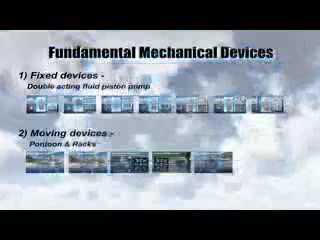 Fundamental Mechanical Devices
1) Fixed devices -
Double acting fluid piston pump
2) Moving devices -
Pontoon & Racks